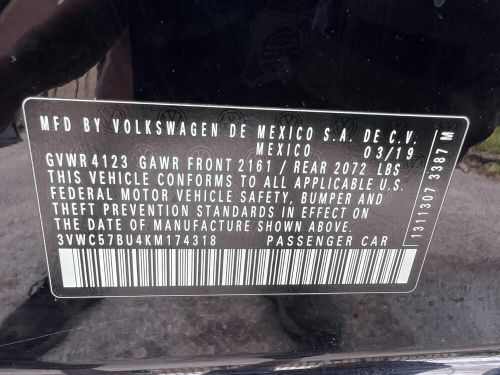 MFD BY VOLKSWAGEN DE MEXICO S.A. DE C.V.
MEXICO 03/19
GVWR 4123 GAWR FRONT 2161 / REAR 2072 LBS
THIS VEHICLE CONFORMS TO ALL APPLICABLE U.S.
FEDERAL MOTOR VEHICLE SAFETY, BUMPER AND
THEFT PREVENTION STANDARDS IN EFFECT ON
THE DATE OF MANUFACTURE SHOWN ABOVE
3VWC57BU4KM174318 PASSENGER CAR
1311307 3387 M